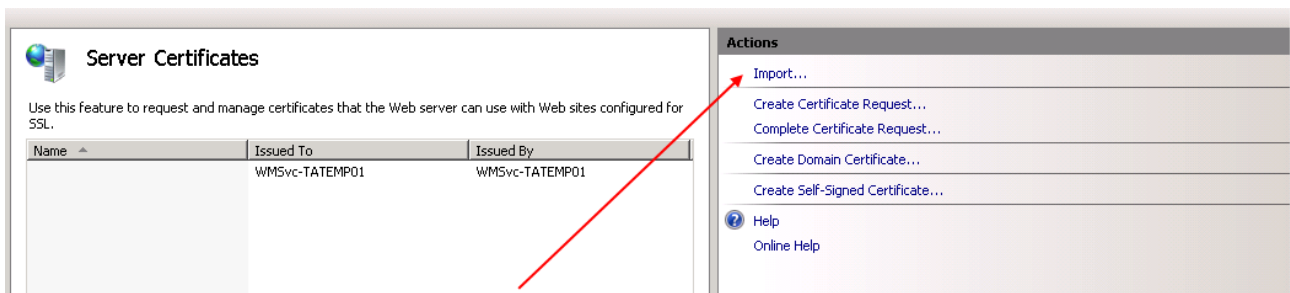 Server Certificates
Use this feature to request and manage certificates that the Web server can use with Web sites configured for
SSL.
Name Issued To Issued By
WMSvc-TATEMP01 WMSvc-TATEMP01
Actions
Import...
Create Certificate Request...
Complete Certificate Request...
Create Domain Certificate...
Create Self-Signed Certificate...
Help
Online Help